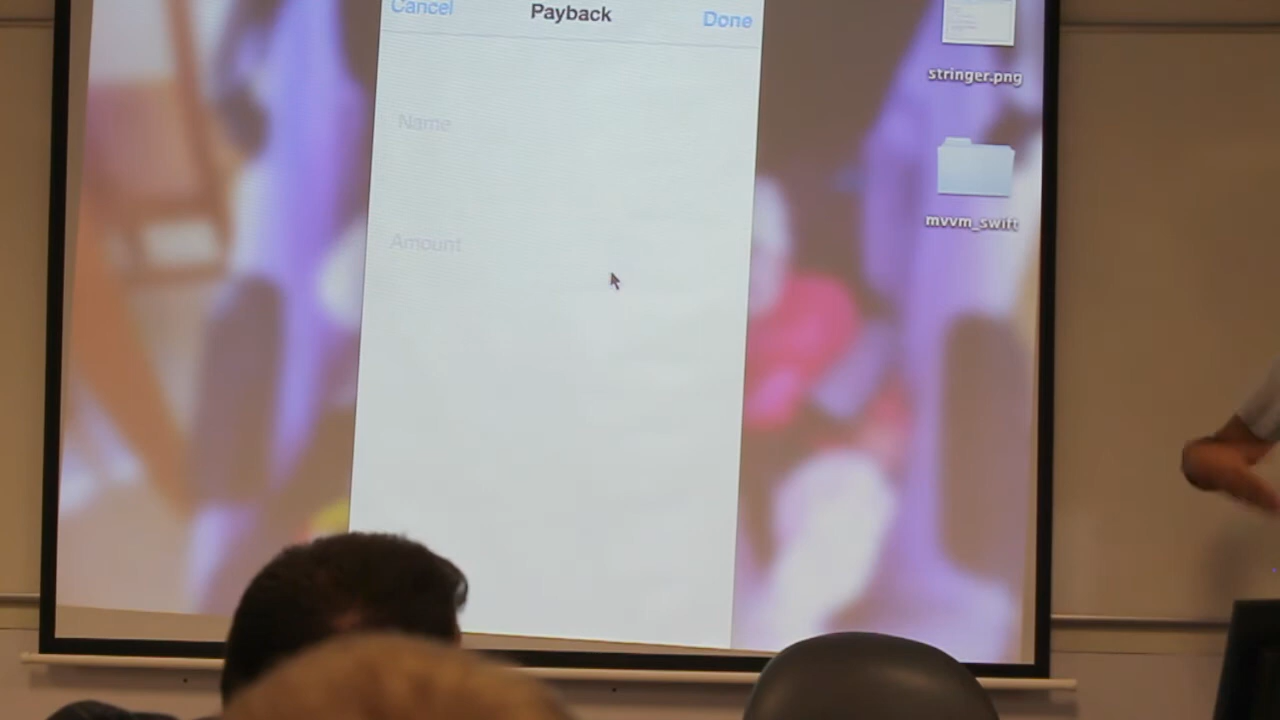 Cancel Payback Done
Name
Amount
stringer.png
mvvm_swift